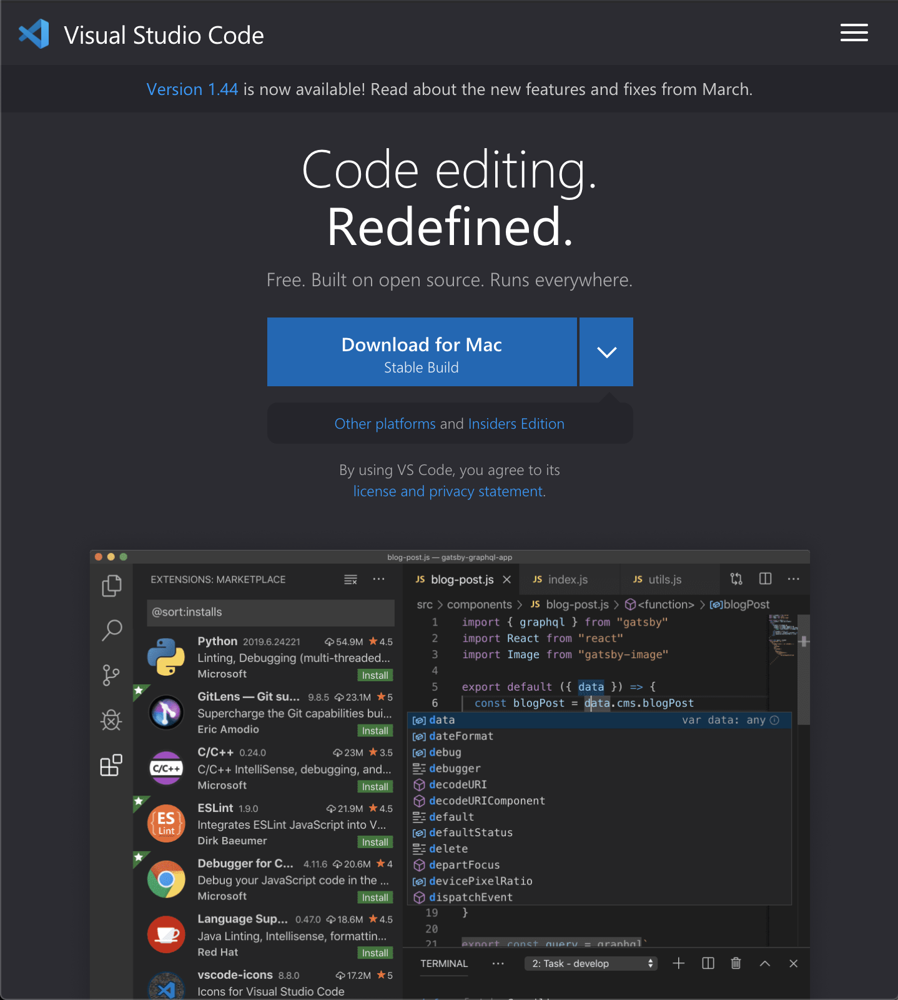 Visual Studio Code
Version 1.44 is now available! Read about the new features and fixes from March.
Code editing.
Redefined.
Free. Built on open source. Runs everywhere.
Download for Mac
Stable Build
Other platforms and Insiders Edition
By using VS Code, you agree to its
license and privacy statement.
blog-post.js — gatsby-graphql-app
EXTENSIONS: MARKETPLACE
@sort:installs
Python 2019.6.24221 54.9M 4.5
Linting, Debugging (multi-threaded...
Microsoft Install
GitLens — Git su... 9.8.5 23.1M 5
Supercharge the Git capabilities bui...
Eric Amodio Install
C/C++
C/C++ 0.24.0 23M 3.5
C/C++ IntelliSense, debugging, and...
Microsoft Install
ES
Lint
ESLint 1.9.0 21.9M 4.5
Integrates ESLint JavaScript into V...
Dirk Baeumer Install
Debugger for C... 4.11.6 20.6M 4
Debug your JavaScript code in the ...
Microsoft Install
Language Sup... 0.47.0 18.6M 4.5
Java Linting, Intellisense, formattin...
Red Hat Install
vscode-icons 8.8.0 17.2M 5
Icons for Visual Studio Code
JS blog-post.js JS index.js JS utils.js
src > components > JS blog-post.js > <function> > blogPost
1 import { graphql } from "gatsby"
2 import React from "react"
3 import Image from "gatsby-image"
4
5 export default ({ data }) => {
6 const blogPost = data.cms.blogPost
data var data: any
dateFormat
debug
debugger
decodeURI
decodeURIComponent
default
defaultStatus
delete
departFocus
devicePixelRatio
dispatchEvent
19 }
20
21 export const query = graphql`
TERMINAL ... 2: Task - develop